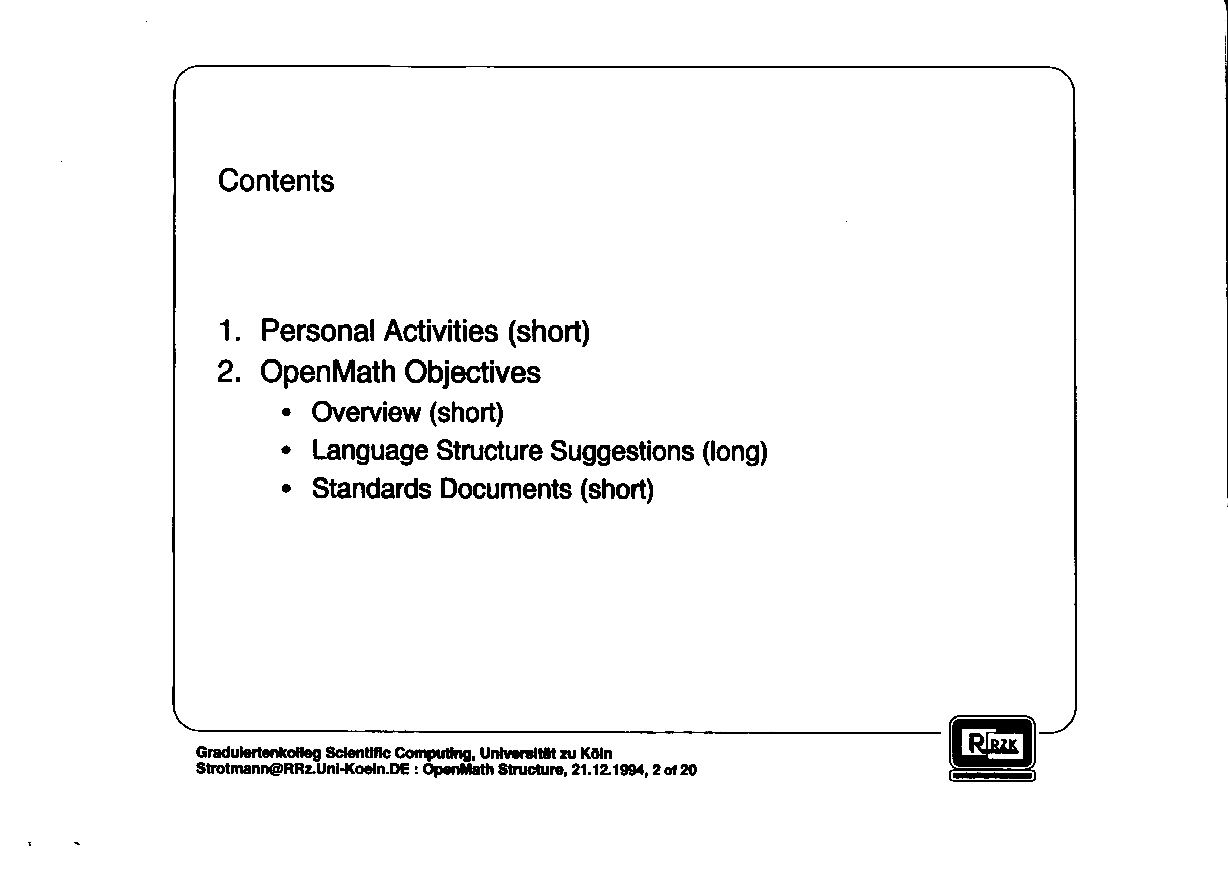 Contents
1. Personal Activities (short)
2. OpenMath Objectives
• Overview (short)
• Language Structure Suggestions (long)
• Standards Documents (short)
Graduiertenkolleg Scientific Computing, Universität zu Köln
Strotmann@RRz.Uni-Koeln.DE : OpenMath Structure, 21.12.1994, 2 of 20
RRZK